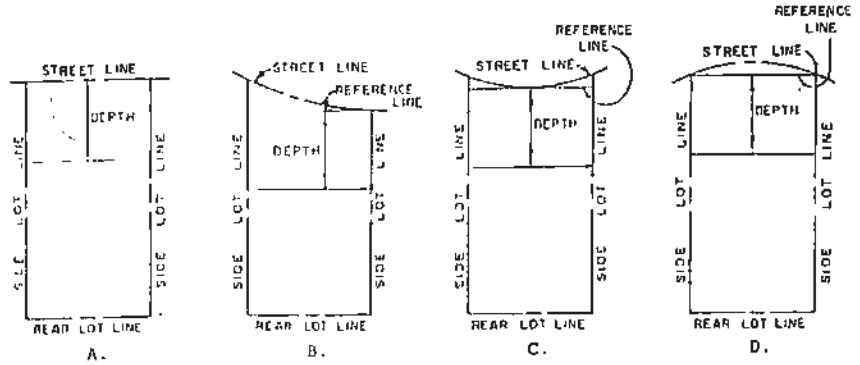 STREET LINE
DEPTH
SIDE LOT LINE
SIDE LOT LINE
REAR LOT LINE
A.
STREET LINE
REFERENCE
LINE
DEPTH
SIDE LOT LINE
SIDE LOT LINE
REAR LOT LINE
B.
REFERENCE
LINE
STREET LINE
DEPTH
SIDE LOT LINE
SIDE LOT LINE
REAR LOT LINE
C.
REFERENCE
LINE
STREET LINE
DEPTH
SIDE LOT LINE
SIDE LOT LINE
REAR LOT LINE
D.